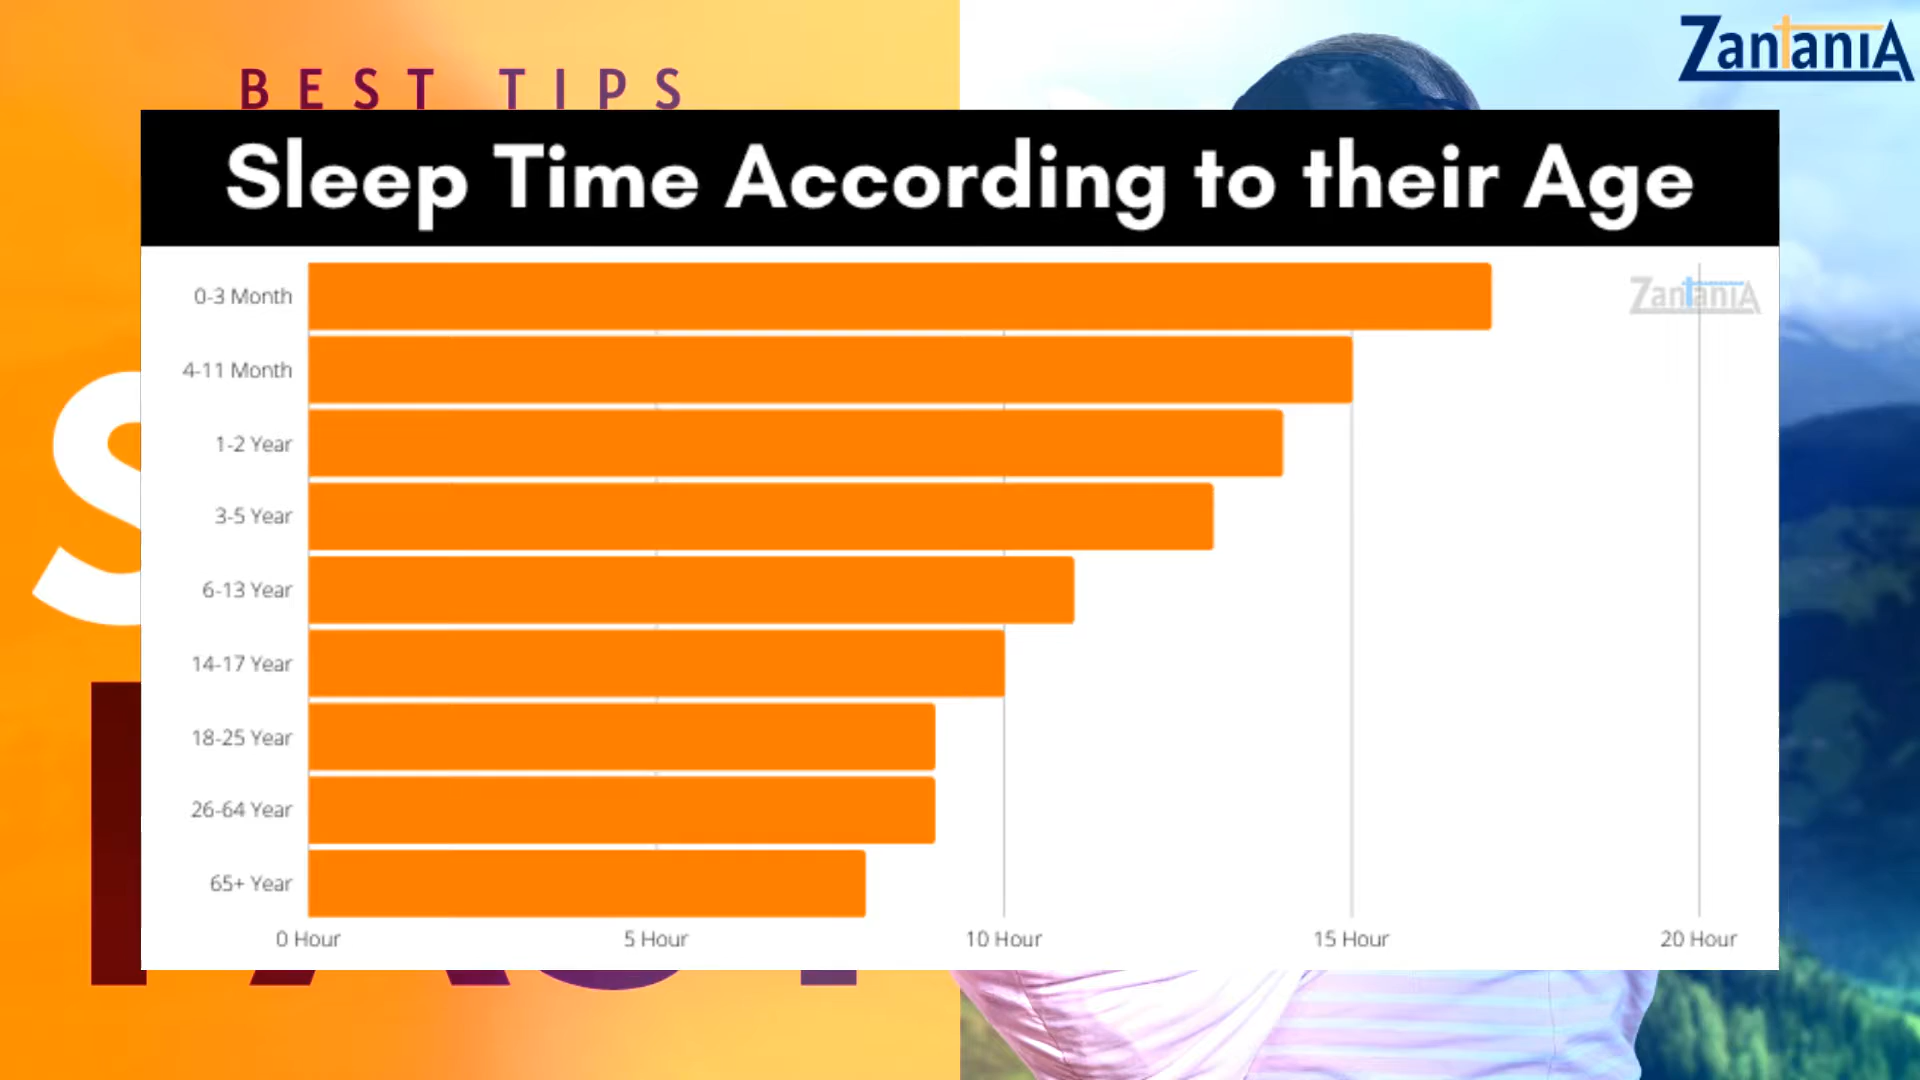 BEST TIPS
ZantaniA
Sleep Time According to their Age
0-3 Month
ZantaniA
4-11 Month
1-2 Year
3-5 Year
6-13 Year
14-17 Year
18-25 Year
26-64 Year
65+ Year
0 Hour 5 Hour 10 Hour 15 Hour 20 Hour